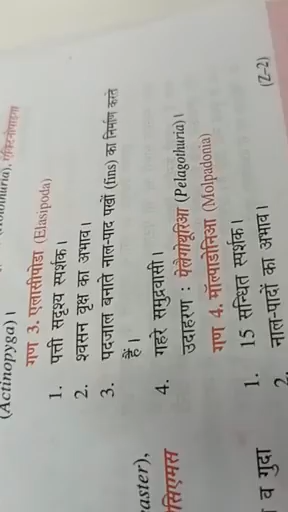 (Actinopyga)।
गण 3. एलासीपोडा (Elasipoda)
1. पत्ती सदृश्य स्पर्शक।
2. श्वसन वृक्ष का अभाव।
3. पदजाल बनाते नाल-पाद पखों (fins) का निर्माण करते
हैं।
4. गहरे समुद्रवासी।
उदाहरण : पेलैगोथूरिआ (Pelagothuria)।
गण 4. मॉल्पाडोनिआ (Molpadonia)
1. 15 सन्धित स्पर्शक।
2. नाल-पादों का अभाव।
(Z-2)
aster),
सिएमस
व गुदा